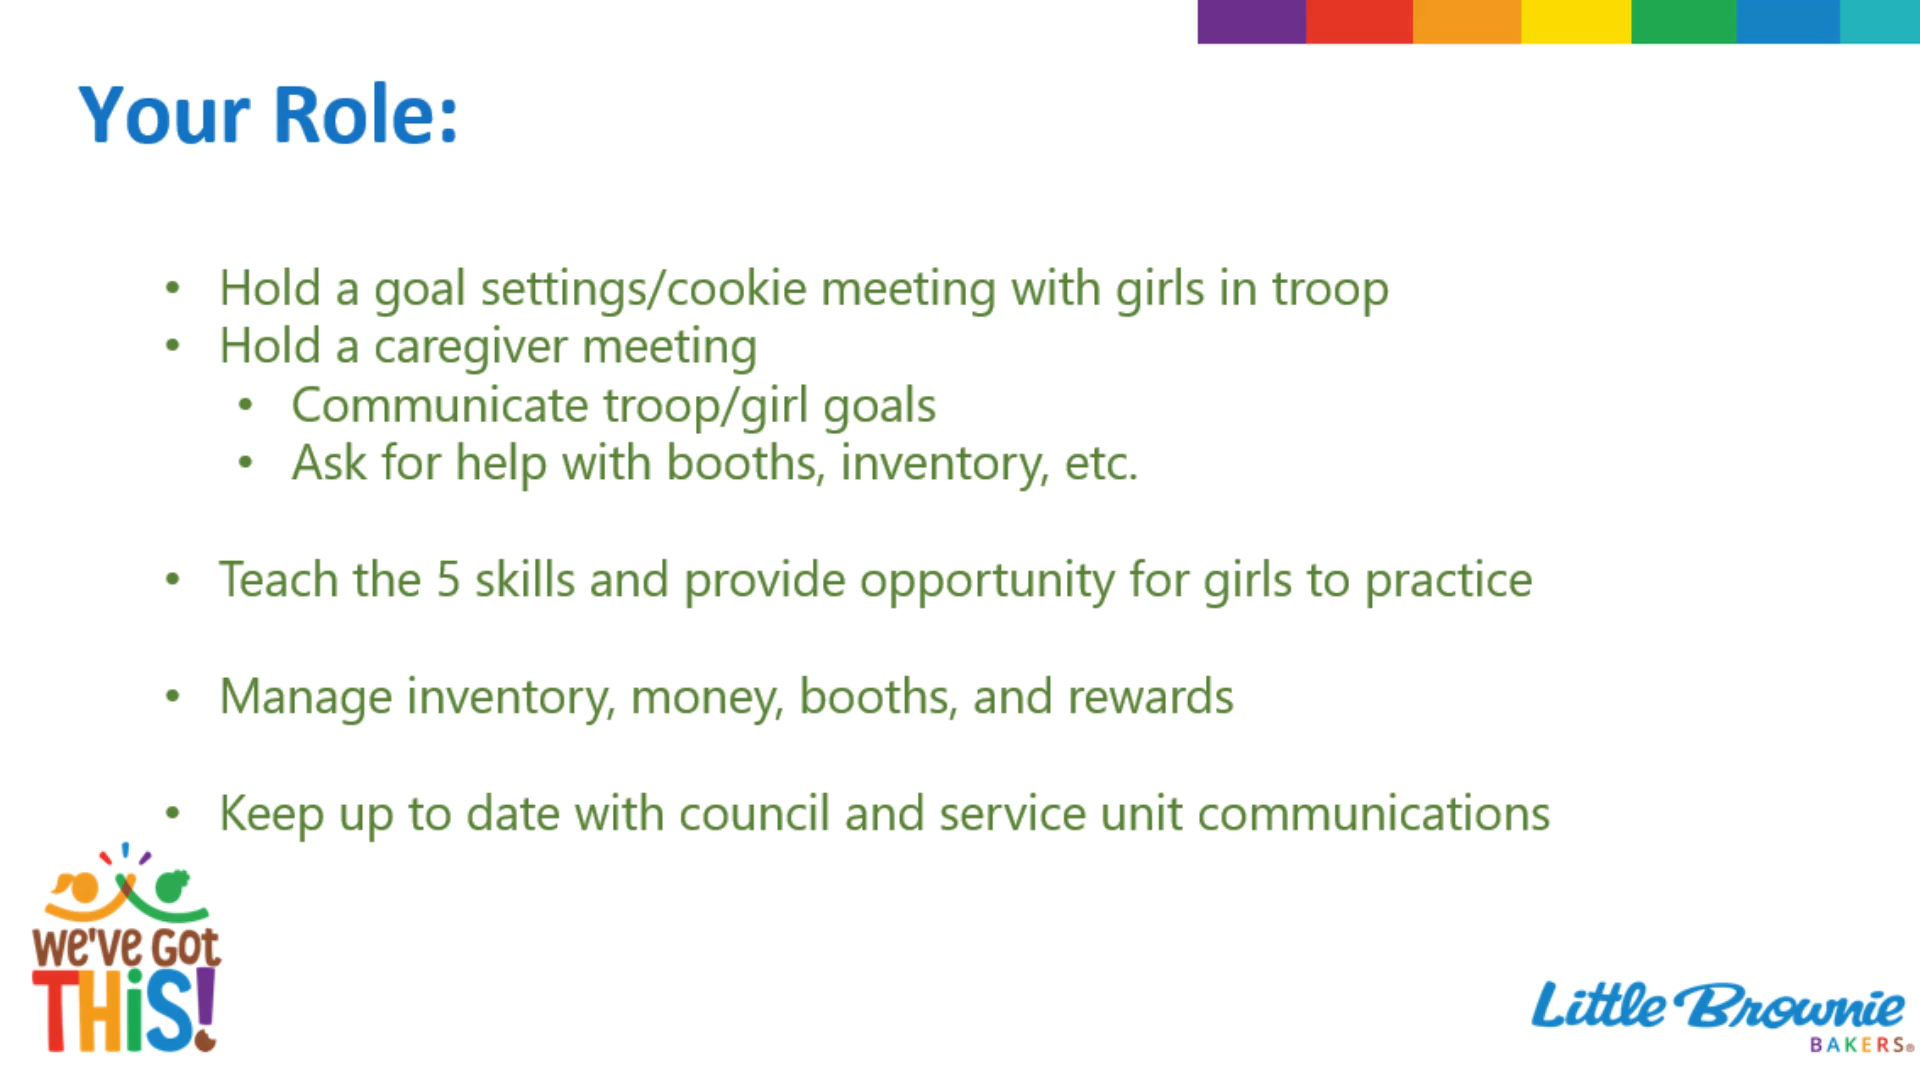 Your Role:
• Hold a goal settings/cookie meeting with girls in troop
• Hold a caregiver meeting
• Communicate troop/girl goals
• Ask for help with booths, inventory, etc.
• Teach the 5 skills and provide opportunity for girls to practice
• Manage inventory, money, booths, and rewards
• Keep up to date with council and service unit communications
We've Got
THiS!
Little Brownie
BAKERS®